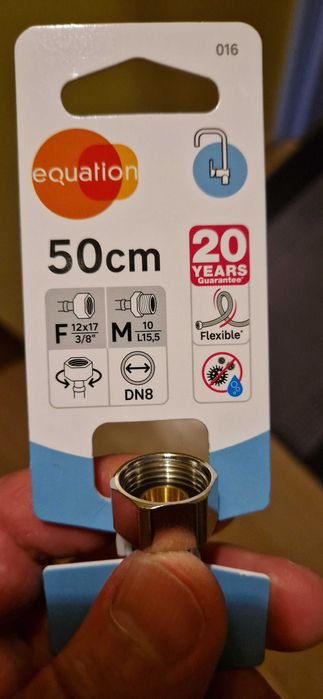 016
equation
50cm
20
YEARS
Guarantee*
F 12x17
3/8"
M 10
L15,5
Flexible*
DN8